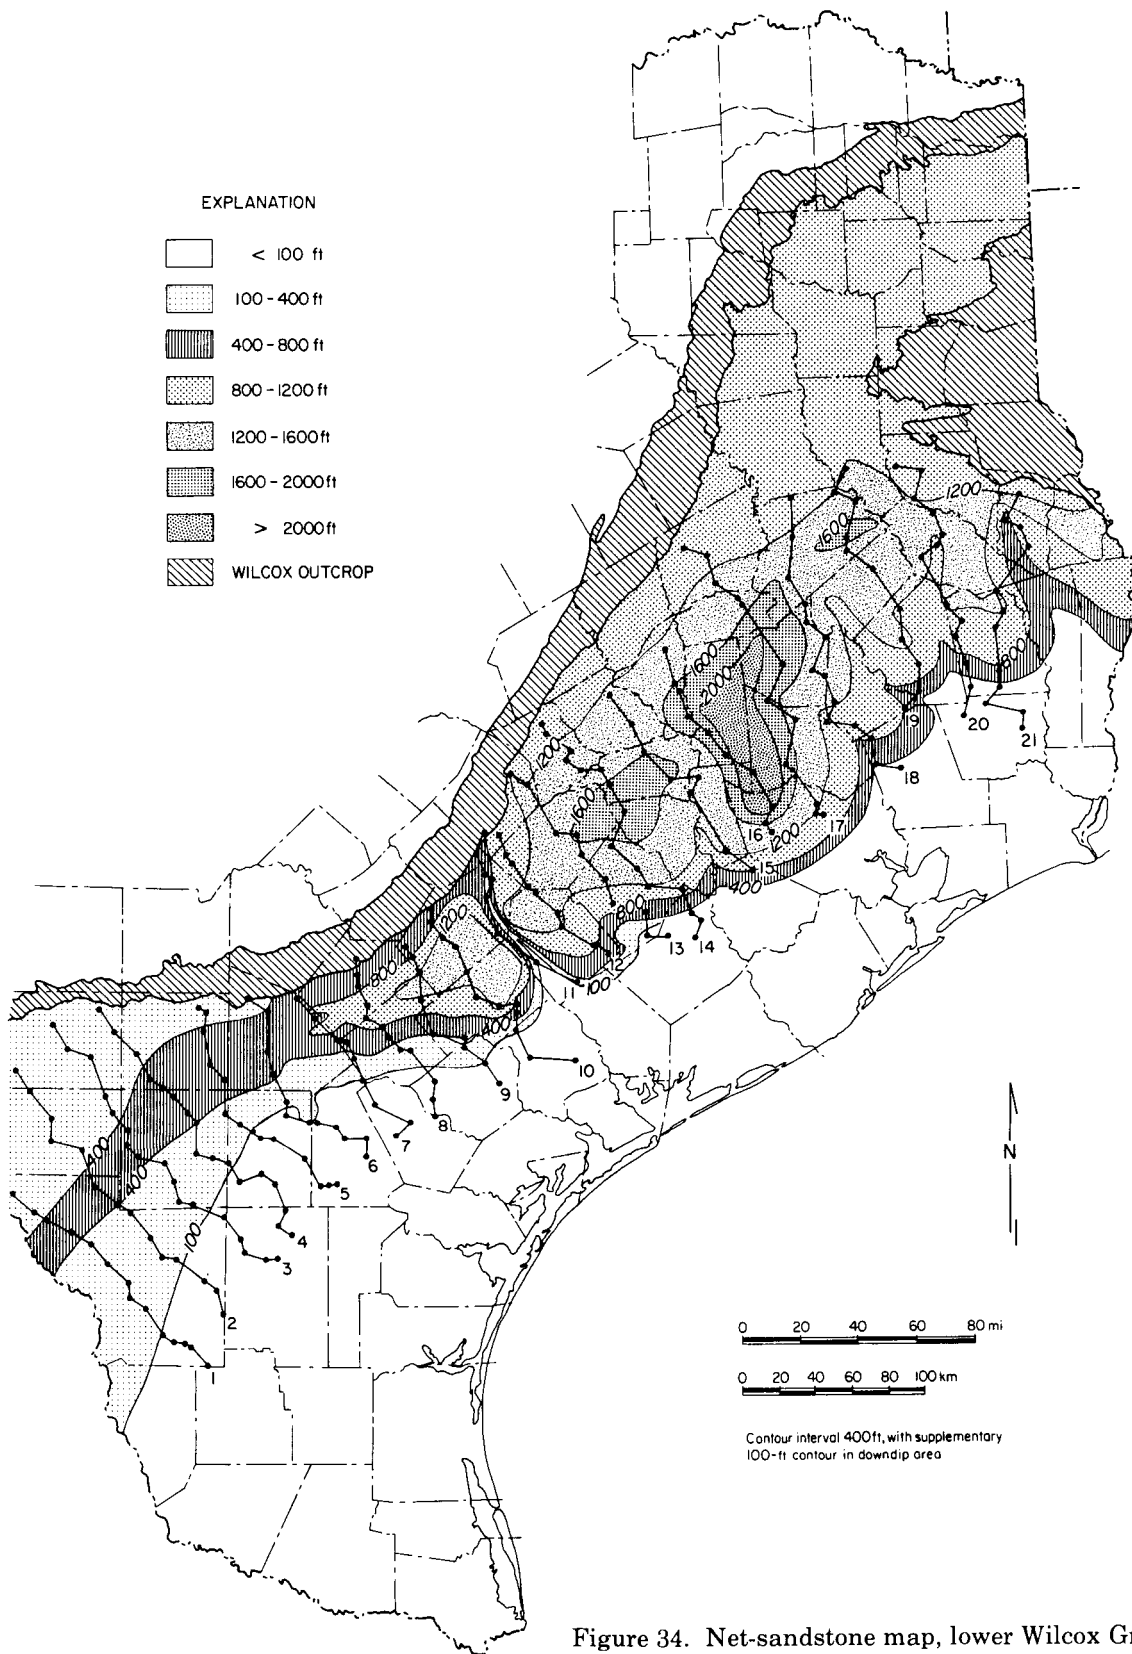 EXPLANATION
< 100 ft
100 - 400 ft
400 - 800 ft
800 - 1200 ft
1200 - 1600 ft
1600 - 2000 ft
> 2000 ft
WILCOX OUTCROP
1200
1600
800
1600
2000
19
20
21
1200
18
1600
16
17
1200
15
400
800
1200
13
14
12
800
11
100
400
10
9
8
7
6
400
400
5
100
4
3
2
1
N
0 20 40 60 80 mi
0 20 40 60 80 100 km
Contour interval 400ft, with supplementary
100-ft contour in downdip area
Figure 34. Net-sandstone map, lower Wilcox Gr